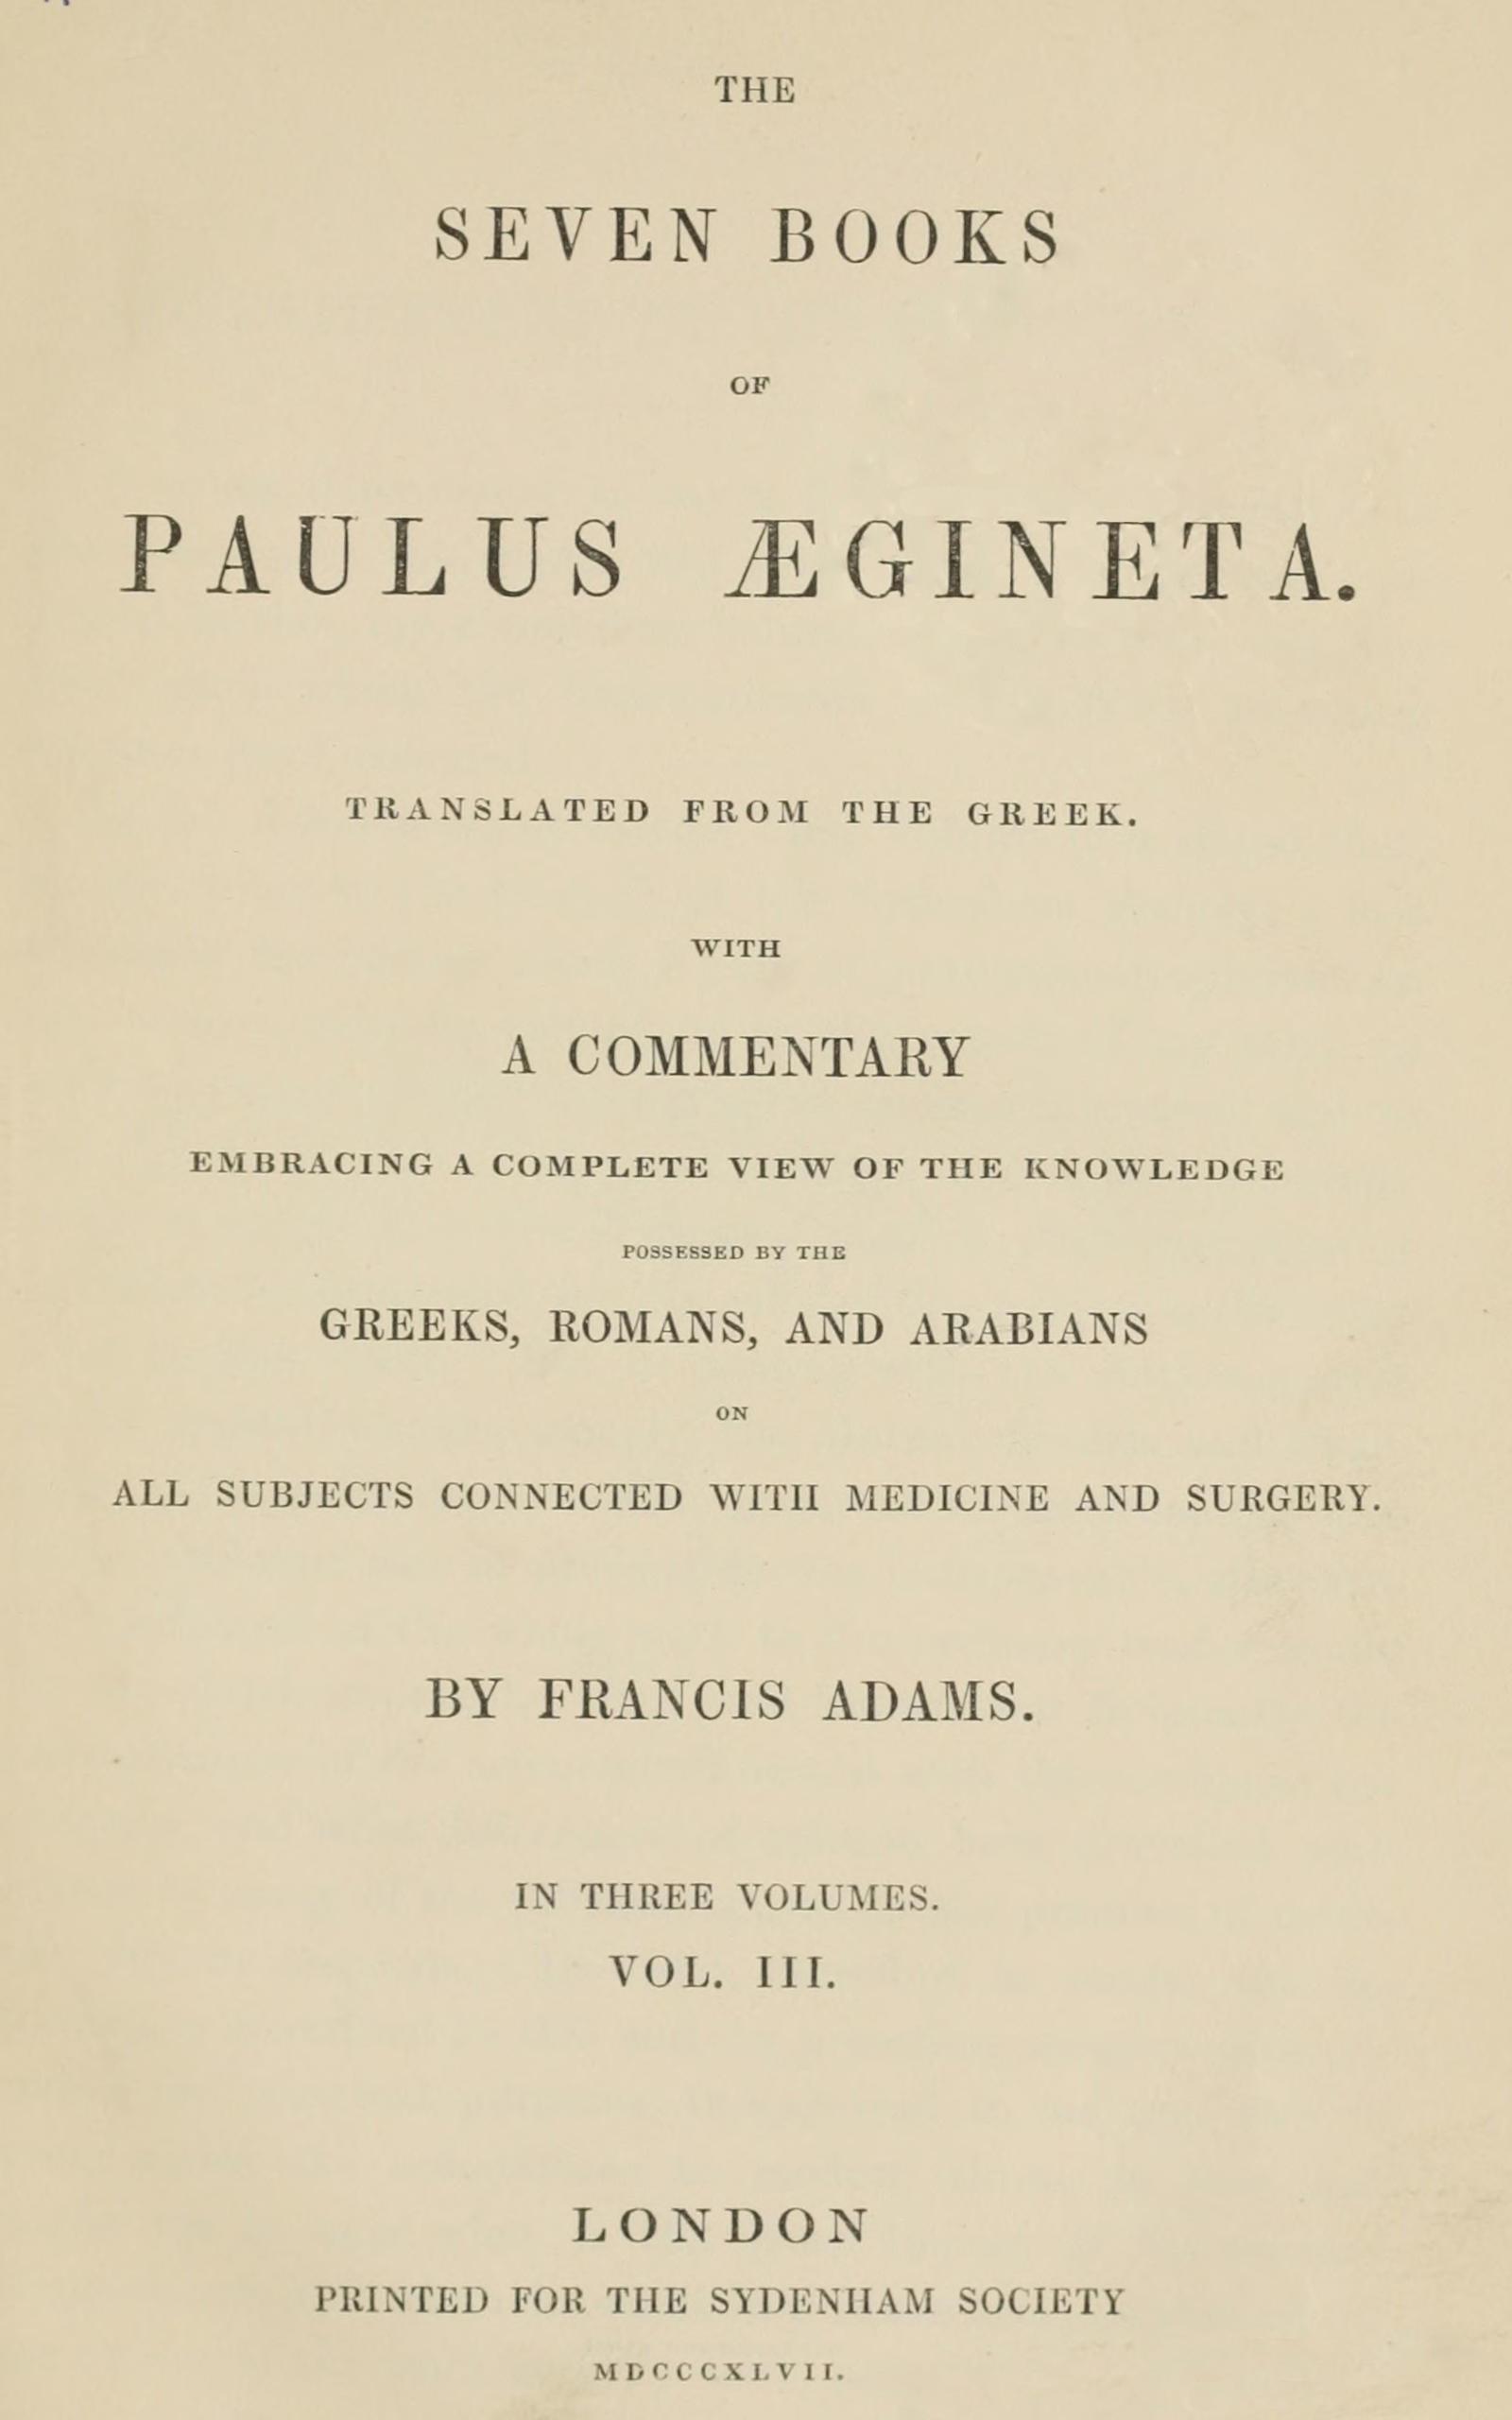 THE
SEVEN BOOKS
OF
PAULUS ÆGINETA.
TRANSLATED FROM THE GREEK.
WITH
A COMMENTARY
EMBRACING A COMPLETE VIEW OF THE KNOWLEDGE
POSSESSED BY THE
GREEKS, ROMANS, AND ARABIANS
ON
ALL SUBJECTS CONNECTED WITH MEDICINE AND SURGERY.
BY FRANCIS ADAMS.
IN THREE VOLUMES.
VOL. III.
LONDON
PRINTED FOR THE SYDENHAM SOCIETY
MDCCCXLVII.